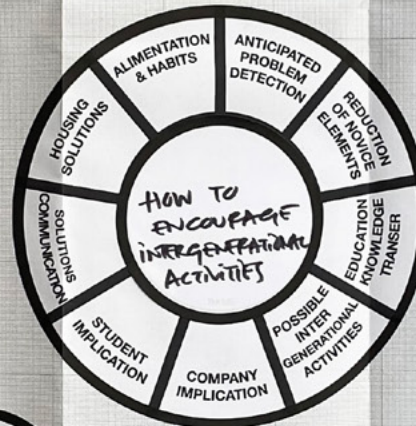 ALIMENTATION
& HABITS
ANTICIPATED
PROBLEM
DETECTION
REDUCTION
OF NOVICE
ELEMENTS
EDUCATION
KNOWLEDGE
TRANSER
POSSIBLE
INTER
GENERATIONAL
ACTIVITIES
COMPANY
IMPLICATION
STUDENT
IMPLICATION
SOLUTIONS
COMMUNICATION
HOUSING
SOLUTIONS
HOW TO
ENCOURAGE
INTERGENERATIONAL
ACTIVITIES